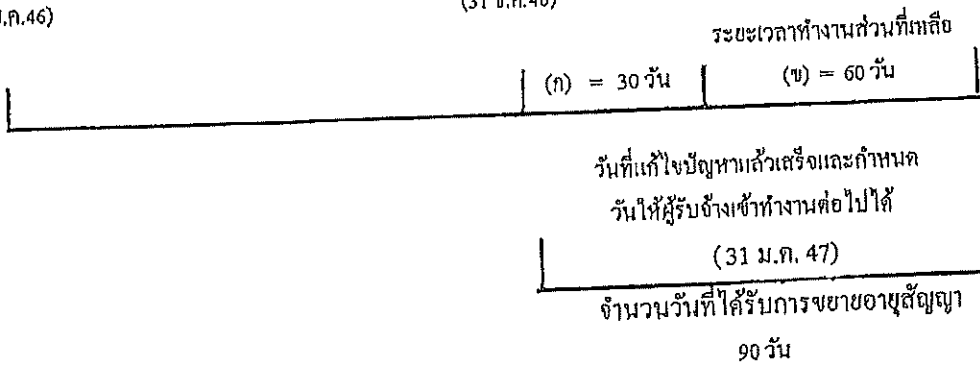 .ค.46)
ระยะเวลาทำงานส่วนที่เหลือ
(ก) = 30 วัน
(ข) = 60 วัน
วันที่แก้ไขปัญหาแล้วเสร็จและกำหนด
วันให้ผู้รับจ้างเข้าทำงานต่อไปได้
(31 ม.ค. 47)
จำนวนวันที่ได้รับการขยายอายุสัญญา
90 วัน